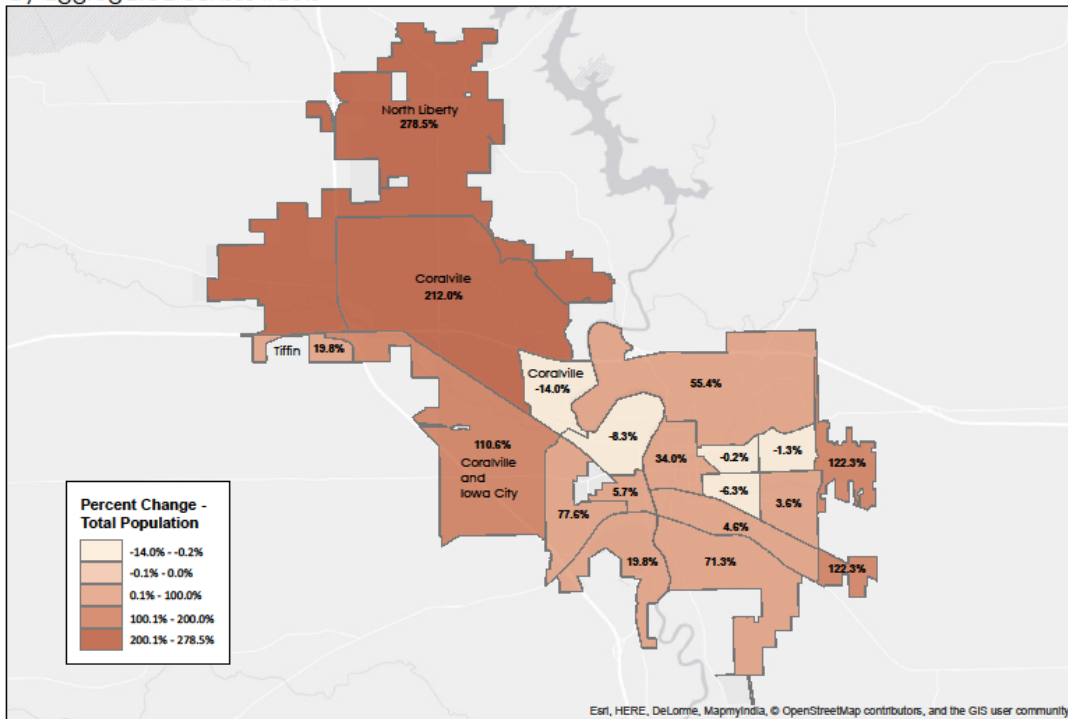 North Liberty
278.5%
Coralville
212.0%
Tiffin
19.8%
Coralville
-14.0%
55.4%
-8.3%
34.0%
-0.2%
-1.3%
122.3%
110.6%
Coralville
and
Iowa City
-6.3%
3.6%
5.7%
77.6%
4.6%
19.8%
71.3%
122.3%
Percent Change -
Total Population
-14.0% - -0.2%
-0.1% - 0.0%
0.1% - 100.0%
100.1% - 200.0%
200.1% - 278.5%
Esri, HERE, DeLorme, MapmyIndia, © OpenStreetMap contributors, and the GIS user community